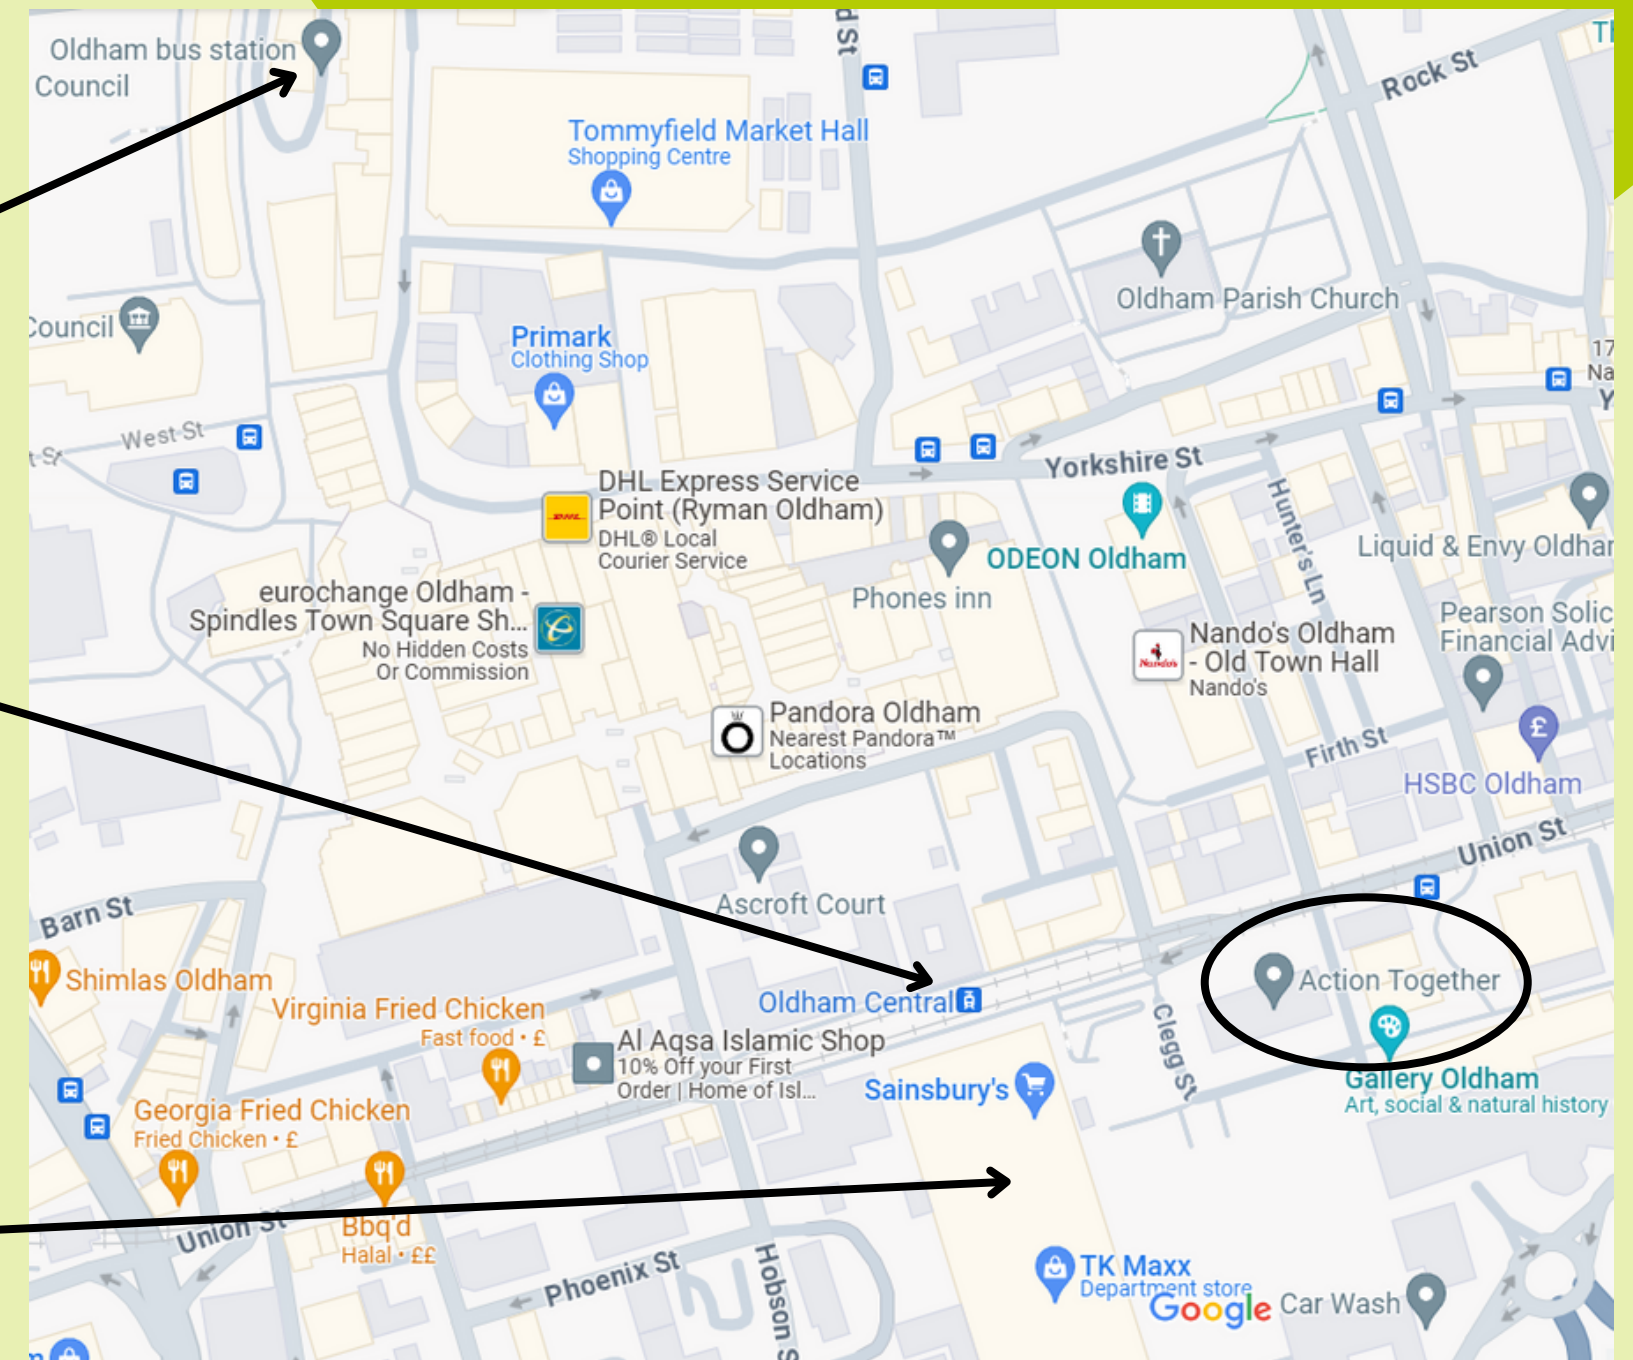 Oldham bus station
Council
d St
Rock St
Tommyfield Market Hall
Shopping Centre
Oldham Parish Church
Council
Primark
Clothing Shop
17
Na
West St
Yorkshire St
DHL Express Service
Point (Ryman Oldham)
DHL® Local
Courier Service
ODEON Oldham
Hunter's Ln
Liquid & Envy Oldhar
Phones inn
eurochange Oldham -
Spindles Town Square Sh...
No Hidden Costs
Or Commission
Pearson Solic
Financial Advi
Nando's Oldham
- Old Town Hall
Nando's
Pandora Oldham
Nearest Pandora™
Locations
Firth St
HSBC Oldham
Union St
Ascroft Court
Barn St
Shimlas Oldham
Action Together
Virginia Fried Chicken
Fast food • £
Oldham Central
Al Aqsa Islamic Shop
10% Off your First
Order | Home of Isl...
Clegg St
Sainsbury's
Gallery Oldham
Art, social & natural history
Georgia Fried Chicken
Fried Chicken • £
Union St
Bbq'd
Halal • ££
Phoenix St
Hobson S
TK Maxx
Department store
Google
Car Wash